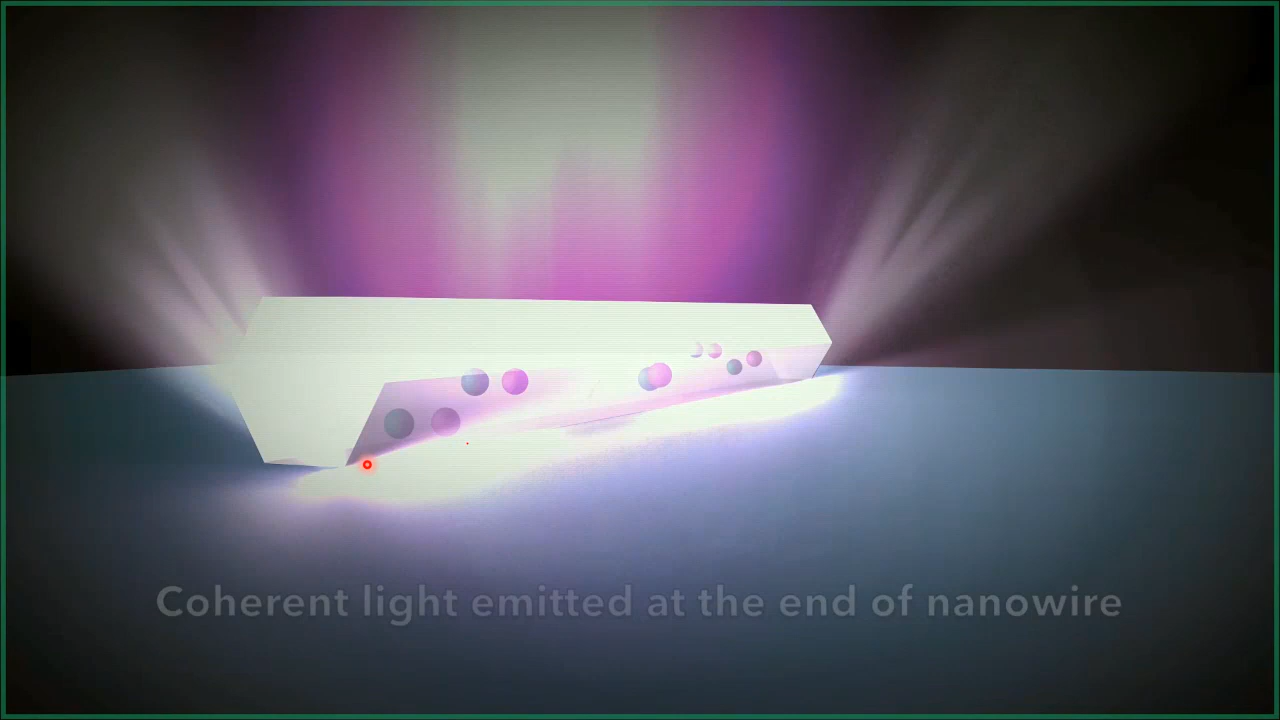 Coherent light emitted at the end of nanowire